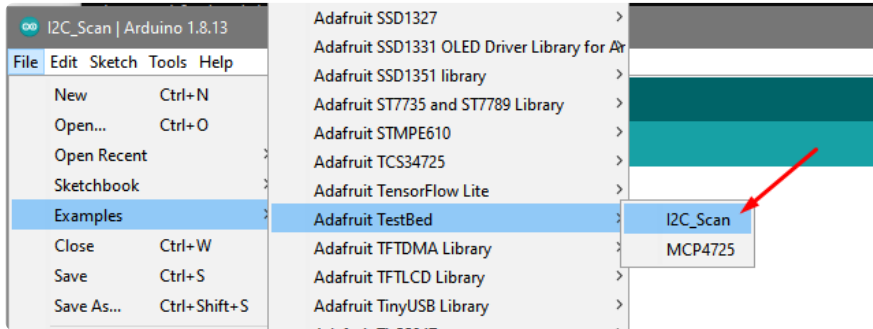 I2C_Scan | Arduino 1.8.13
File Edit Sketch Tools Help
New Ctrl+N
Open... Ctrl+O
Open Recent
Sketchbook
Examples
Close Ctrl+W
Save Ctrl+S
Save As... Ctrl+Shift+S
Adafruit SSD1327
Adafruit SSD1331 OLED Driver Library for Ar
Adafruit SSD1351 library
Adafruit ST7735 and ST7789 Library
Adafruit STMPE610
Adafruit TCS34725
Adafruit TensorFlow Lite
Adafruit TestBed
Adafruit TFTDMA Library
Adafruit TFTLCD Library
Adafruit TinyUSB Library
I2C_Scan
MCP4725